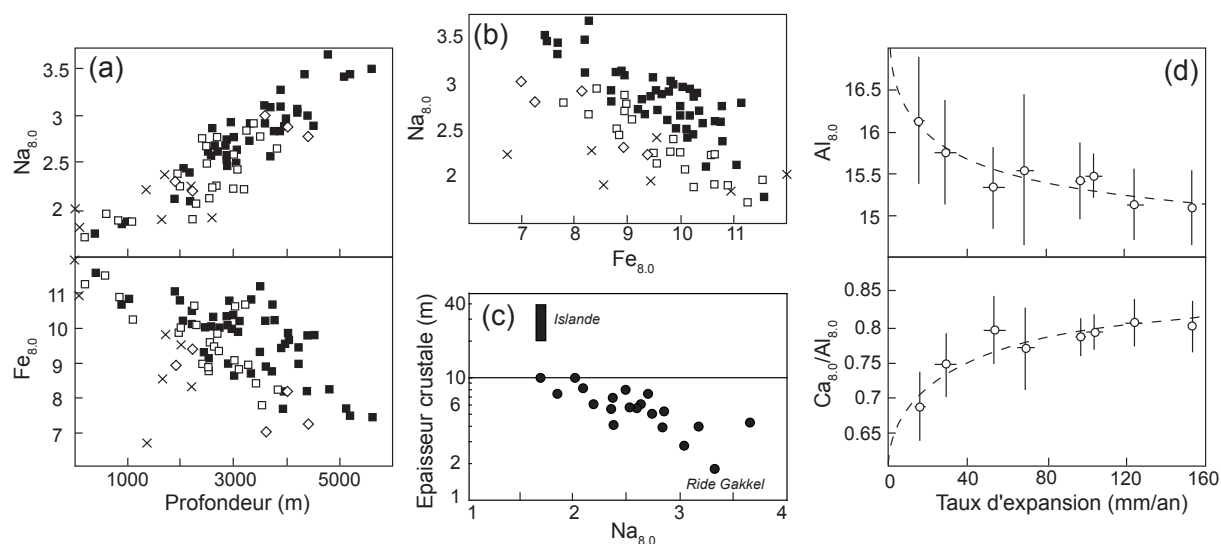 (a)
Na8.0
3.5
3
2.5
2
Fe8.0
11
10
9
8
7
1000 3000 5000
Profondeur (m)
(b)
Na8.0
3.5
3
2.5
2
7 8 9 10 11
Fe8.0
(c)
Epaisseur crustale (m)
40
10
6
4
2
1
Islande
Ride Gakkel
1 2 3 4
Na8.0
(d)
Al8.0
16.5
16
15.5
15
Ca8.0/Al8.0
0.85
0.8
0.75
0.7
0.65
0 40 80 120 160
Taux d'expansion (mm/an)